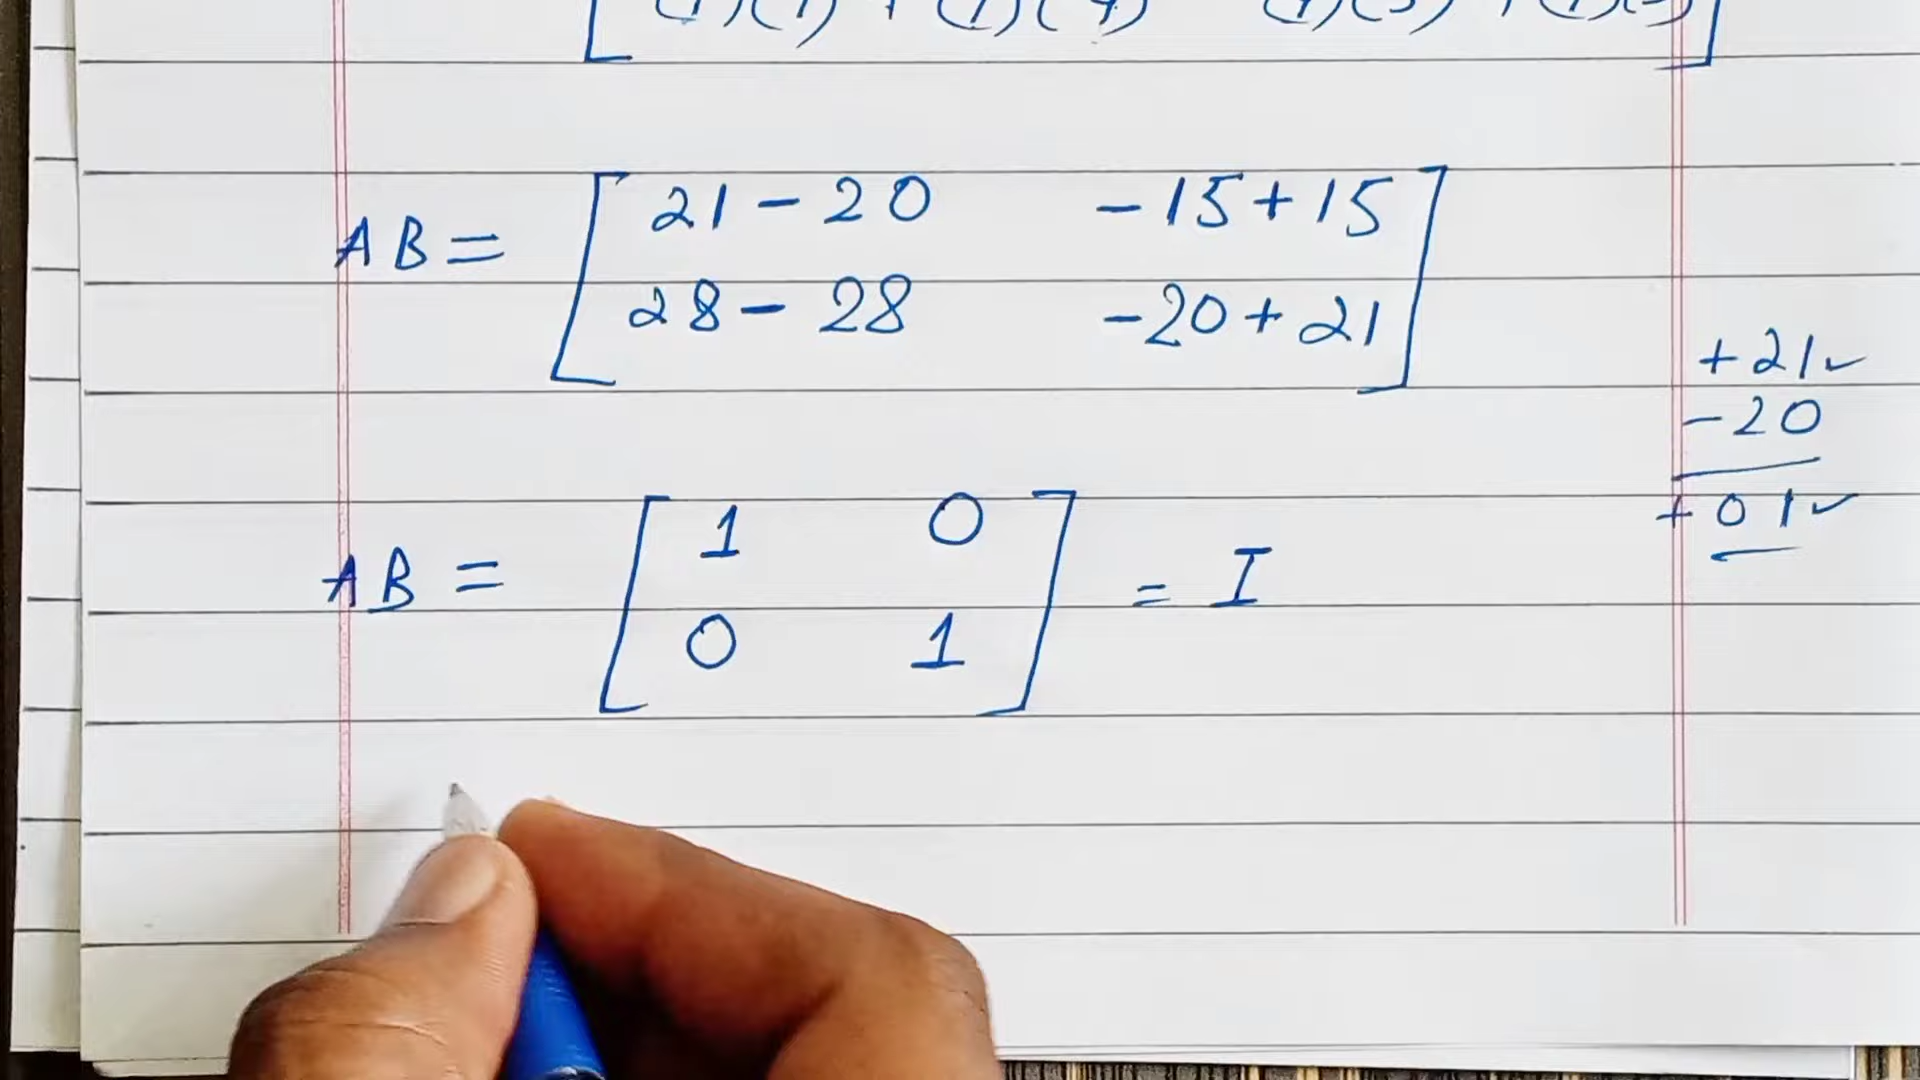 AB = [ 21 - 20 -15 + 15
28 - 28 -20 + 21 ]
+21✓
-20
+01✓
AB = [ 1 0
0 1 ] = I